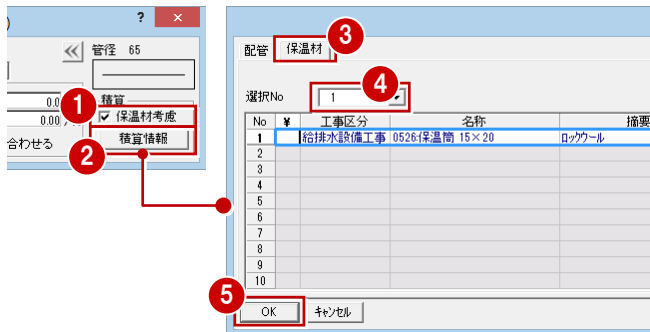 ? ×
管径 65
積算
0.00
1
保温材考慮
合わせる
積算情報
2
配管 保温材
3
選択No 1
4
No ¥ 工事区分 名称 摘要
1 給排水設備工事 0526:保温筒 15×20 ロックウール
2
3
4
5
6
7
8
9
10
5
OK キャンセル